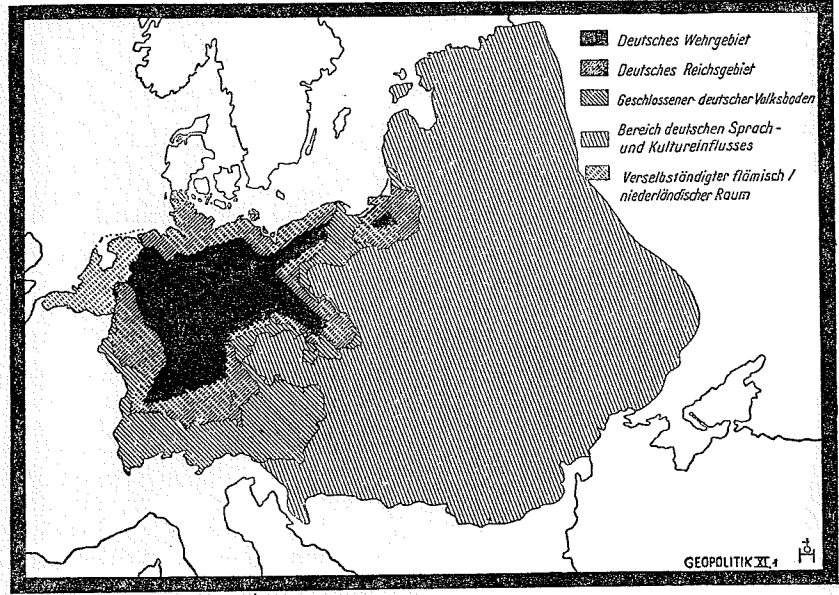 Deutsches Wehrgebiet
Deutsches Reichsgebiet
Geschlossener deutscher Volksboden
Bereich deutschen Sprach-
und Kultureinflusses
Verselbständigter flämisch /
niederländischer Raum
GEOPOLITIK XI,1